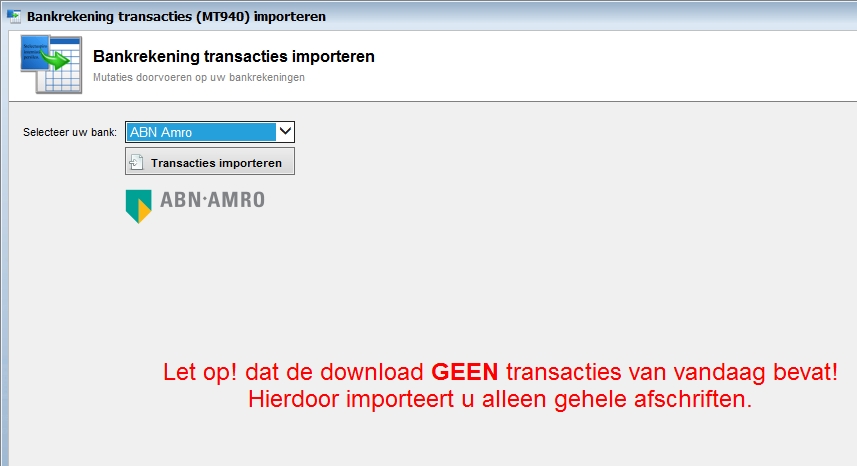 Bankrekening transacties (MT940) importeren
Bankrekening transacties importeren
Mutaties doorvoeren op uw bankrekeningen
Selecteer uw bank: ABN Amro
Transacties importeren
ABN·AMRO
Let op! dat de download GEEN transacties van vandaag bevat!
Hierdoor importeert u alleen gehele afschriften.